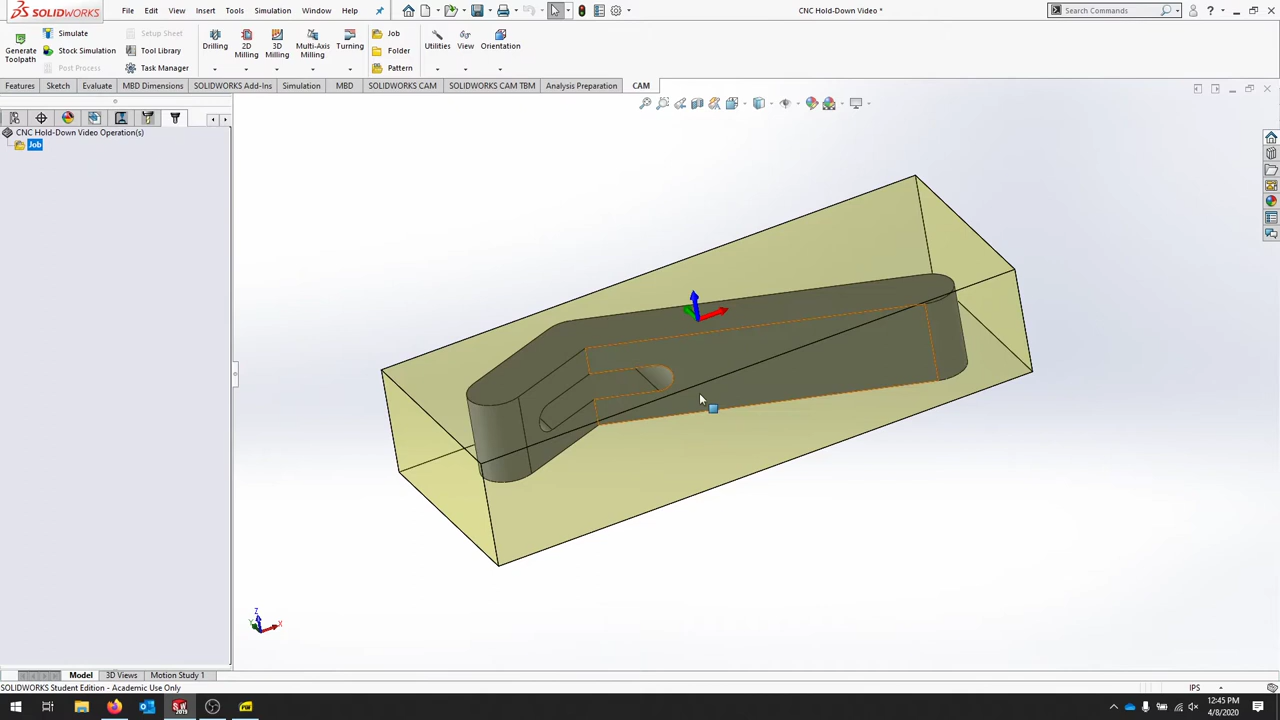 SOLIDWORKS File Edit View Insert Tools Simulation Window Help CNC Hold-Down Video * Search Commands
Generate Toolpath
Simulate
Stock Simulation
Post Process
Setup Sheet
Tool Library
Task Manager
Drilling
2D Milling
3D Milling
Multi-Axis Milling
Turning
Job
Folder
Pattern
Utilities
View
Orientation
Features Sketch Evaluate MBD Dimensions SOLIDWORKS Add-Ins Simulation MBD SOLIDWORKS CAM SOLIDWORKS CAM TBM Analysis Preparation CAM
CNC Hold-Down Video Operation(s)
Job
Z
X
Model 3D Views Motion Study 1
SOLIDWORKS Student Edition - Academic Use Only IPS
12:45 PM
4/8/2020